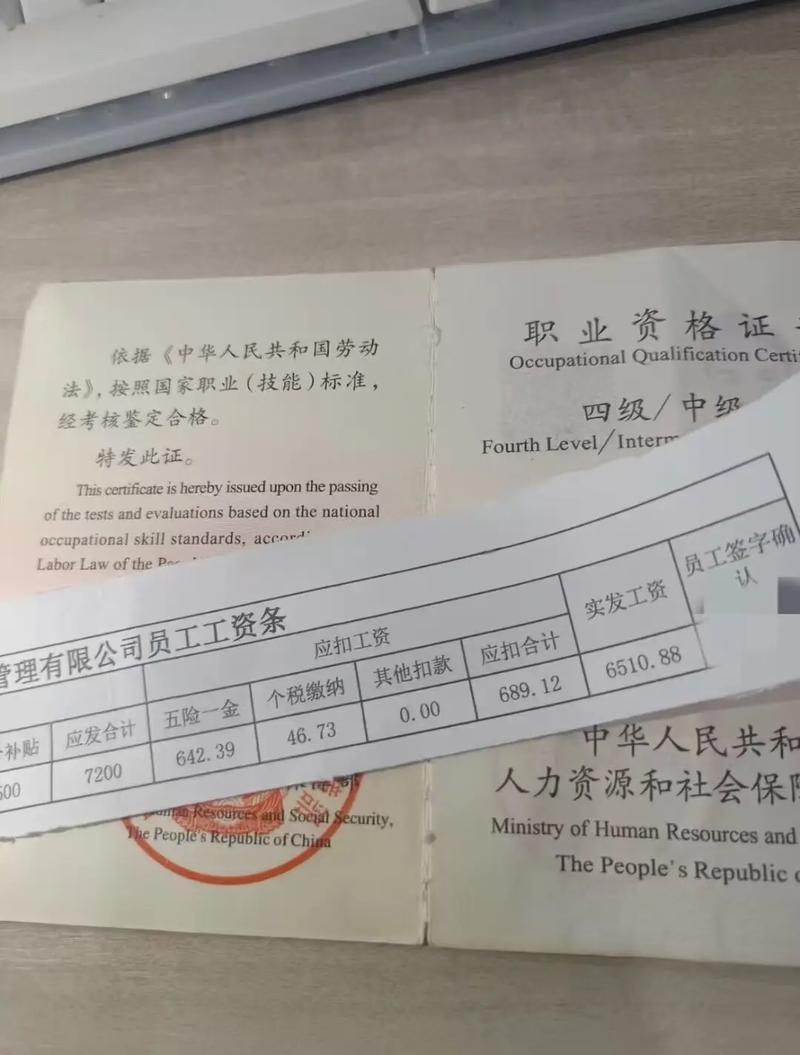 依据《中华人民共和国劳动
法》，按照国家职业（技能）标准，
经考核鉴定合格。
特发此证。
This certificate is hereby issued upon the passing
of the tests and evaluations based on the national
occupational skill standards,
Labor Law of the
职业资格证
Occupational Qualification
四级/中级
Fourth Level/
管理有限公司员工工资条
补贴
应发合计
7200
应扣工资
五险一金
个税缴纳
其他扣款
应扣合计
642.39
46.73
0.00
689.12
实发工资
6510.88
员工签字确
认
Human Resources and Social Security,
The People's Republic of China
中华人民共和
人力资源和社会保障
Ministry of Human Resources and
The People's Republic